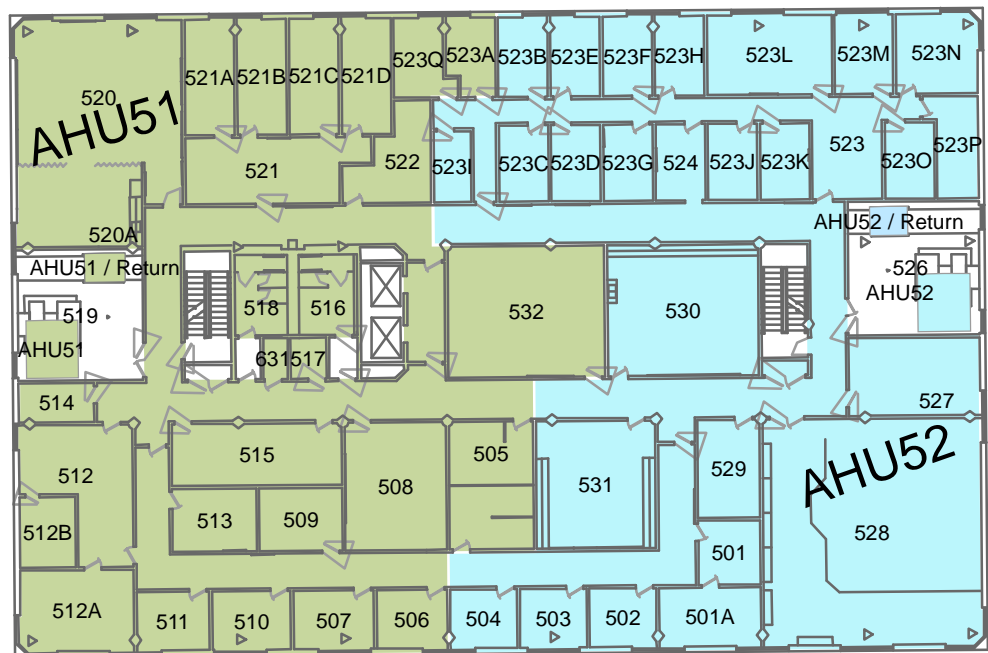 523B 523E 523F 523H 523L 523M 523N
523Q 523A
521A 521B 521C 521D
520
AHU51
523I 523C 523D 523G 524 523J 523K 523 523O 523P
521 522
520A
AHU52 / Return
AHU51 / Return
526
AHU52
519
AHU51
518 516
532 530
631 517
514
527
515 505
512
508
529
AHU52
531
528
512B 513 509
501
512A 511 510 507 506 504 503 502 501A